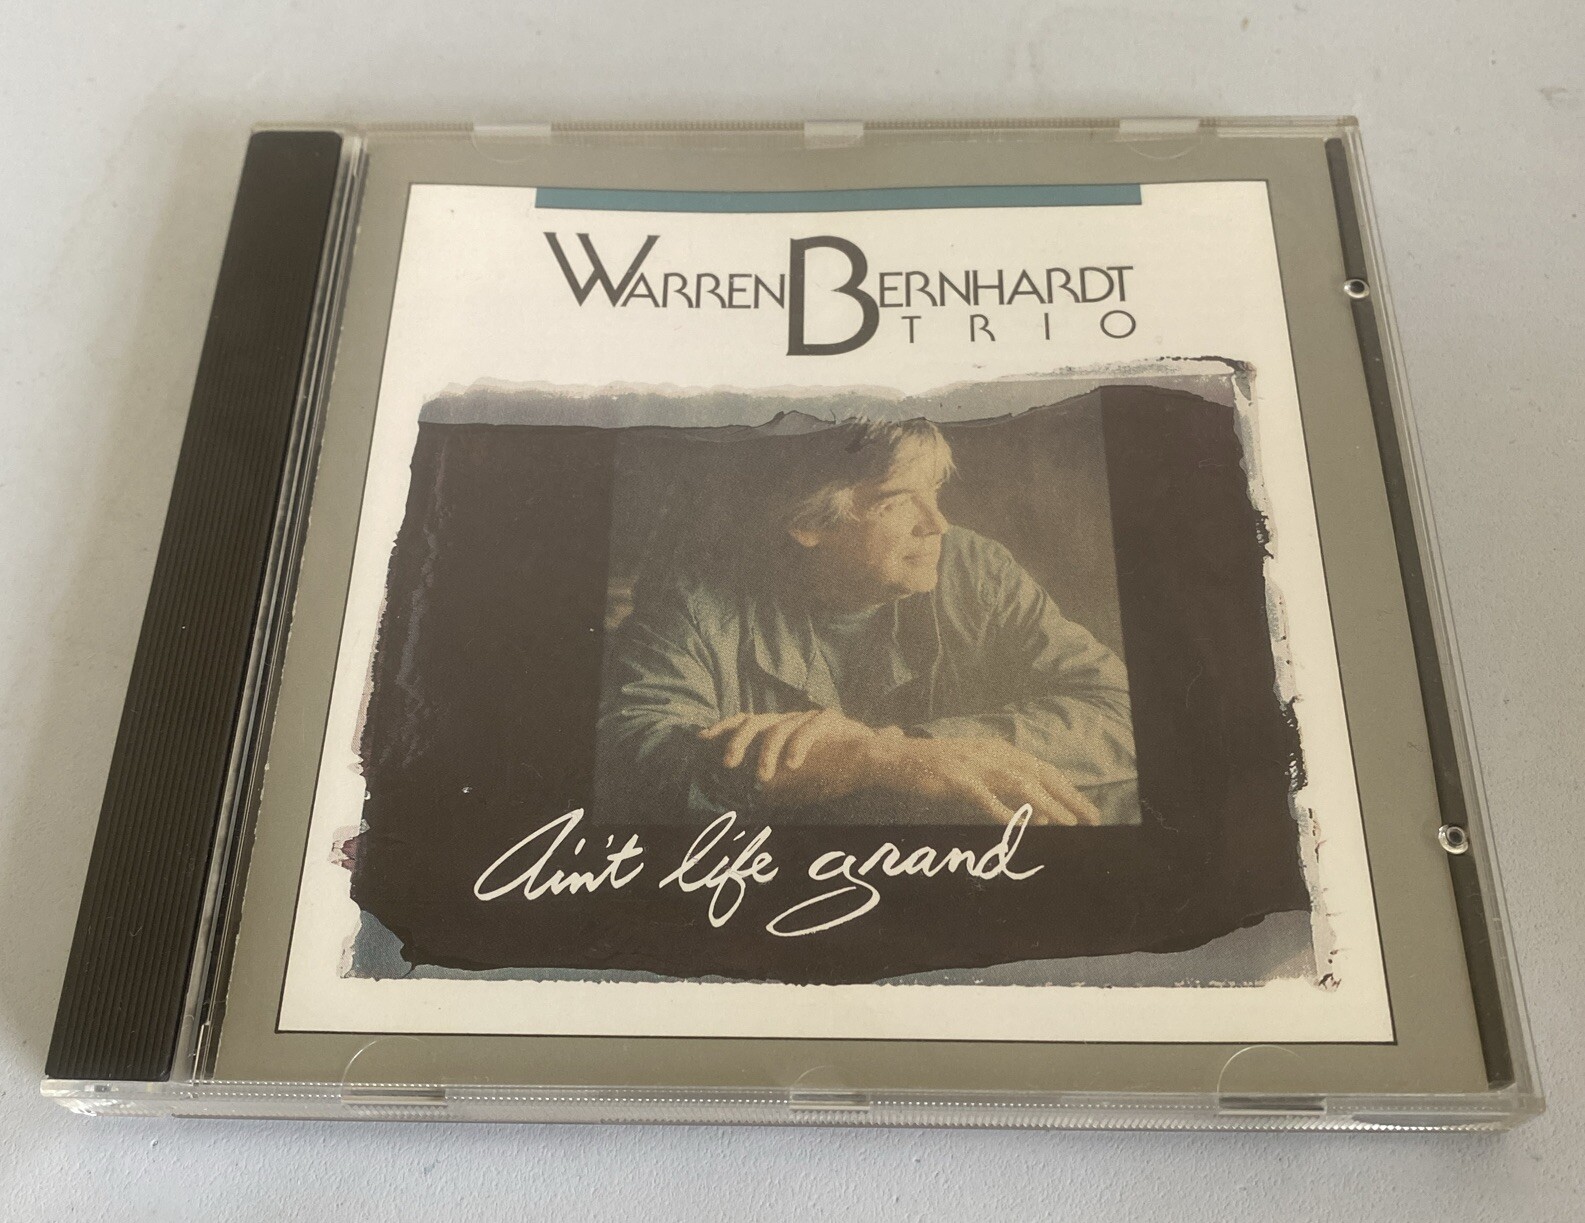 WARREN BERNHARDT
TRIO
Ain't life grand